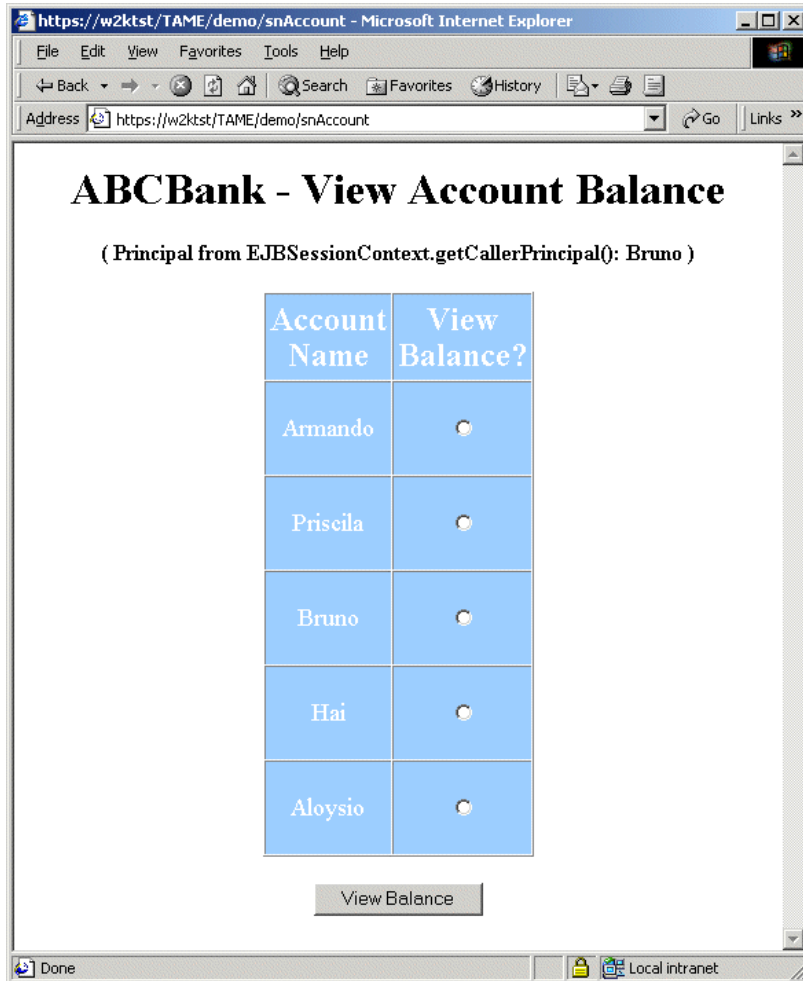 https://w2ktst/TAME/demo/snAccount - Microsoft Internet Explorer
File Edit View Favorites Tools Help
Back Search Favorites History
Address https://w2ktst/TAME/demo/snAccount Go Links »
ABCBank - View Account Balance
( Principal from EJBSessionContext.getCallerPrincipal(): Bruno )
Account Name View Balance?
Armando
Priscila
Bruno
Hai
Aloysio
View Balance
Done Local intranet